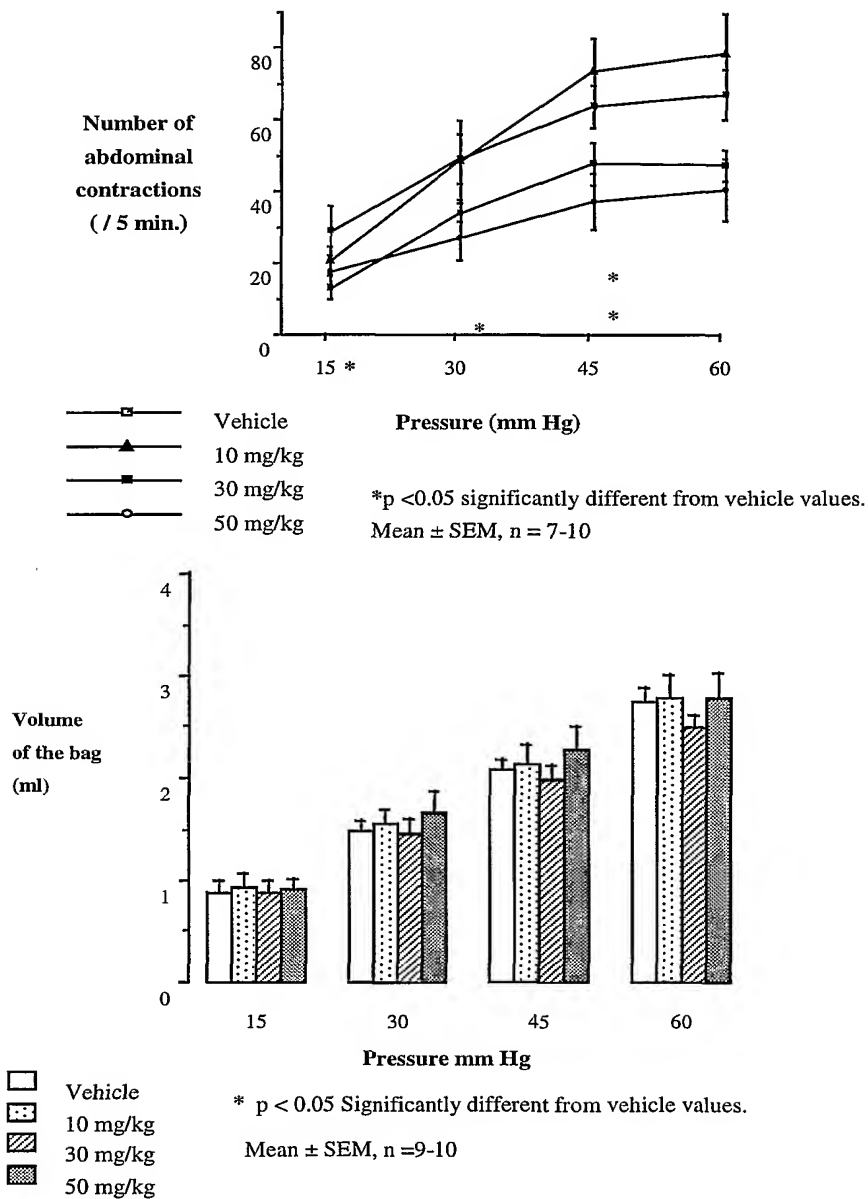 80
Number of
60
abdominal
contractions
40
( / 5 min.)
20
*
*
0
*
15 * 30 45 60
Pressure (mm Hg)
Vehicle
10 mg/kg
30 mg/kg
50 mg/kg
*p <0.05 significantly different from vehicle values.
Mean ± SEM, n = 7-10
4
3
Volume
of the bag
(ml)
2
1
0
15 30 45 60
Pressure mm Hg
Vehicle
10 mg/kg
30 mg/kg
50 mg/kg
* p < 0.05 Significantly different from vehicle values.
Mean ± SEM, n =9-10